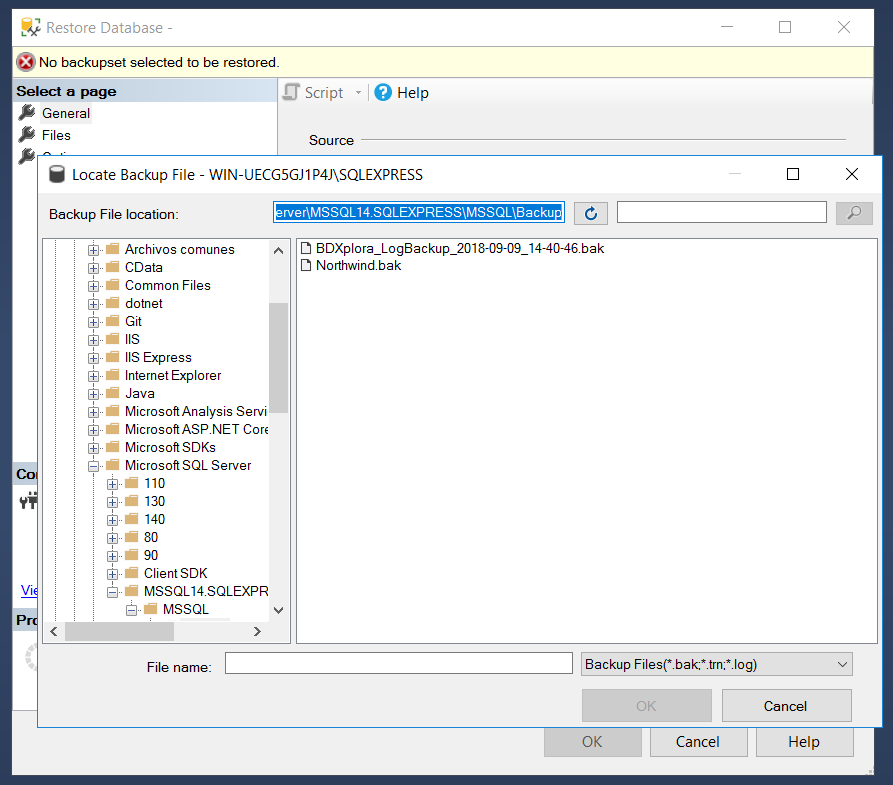 Restore Database -
No backupset selected to be restored.
Select a page
Script
Help
General
Files
Source
Locate Backup File - WIN-UECG5GJ1P4J\SQLEXPRESS
Backup File location:
erver\MSSQL14.SQLEXPRESS\MSSQL\Backup
Archivos comunes
CData
Common Files
dotnet
Git
IIS
IIS Express
Internet Explorer
Java
Microsoft Analysis Servi
Microsoft ASP.NET Core
Microsoft SDKs
Microsoft SQL Server
110
130
140
80
90
Client SDK
MSSQL14.SQLEXPR
MSSQL
BDXplora_LogBackup_2018-09-09_14-40-46.bak
Northwind.bak
Co
Vie
Pro
File name:
Backup Files(*.bak;*.trn;*.log)
OK
Cancel
OK
Cancel
Help